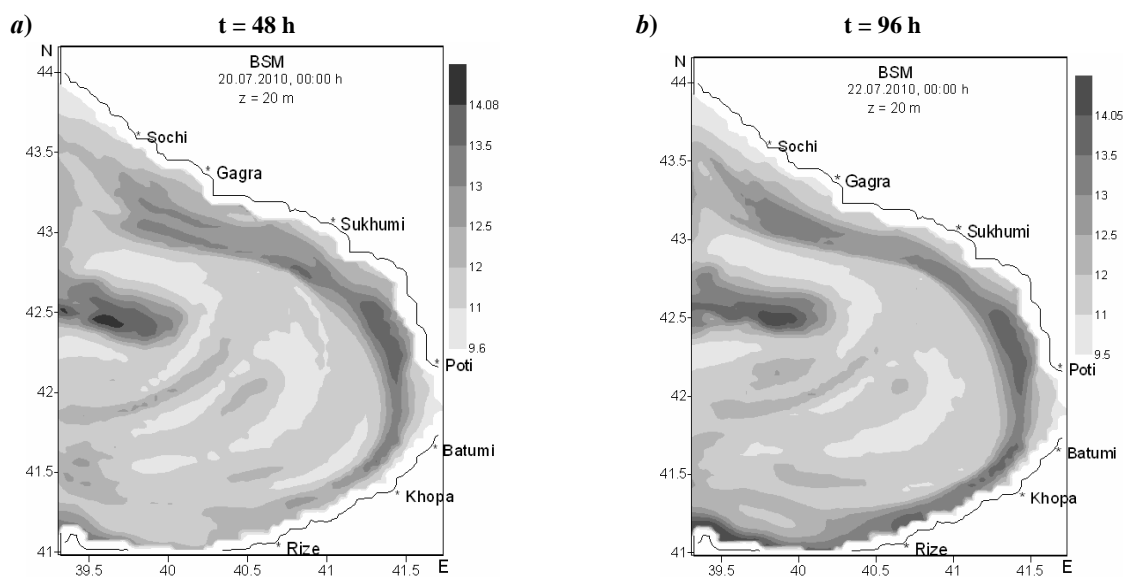 a) t = 48 h
N
BSM
20.07.2010, 00:00 h
z = 20 m
44
43.5
43
42.5
42
41.5
41
39.5 40 40.5 41 41.5 E
* Sochi
* Gagra
* Sukhumi
* Poti
* Batumi
* Khopa
* Rize
14.08
13.5
13
12.5
12
11
9.6
b) t = 96 h
N
BSM
22.07.2010, 00:00 h
z = 20 m
44
43.5
43
42.5
42
41.5
41
39.5 40 40.5 41 41.5 E
* Sochi
* Gagra
* Sukhumi
* Poti
* Batumi
* Khopa
* Rize
14.05
13.5
13
12.5
12
11
9.5